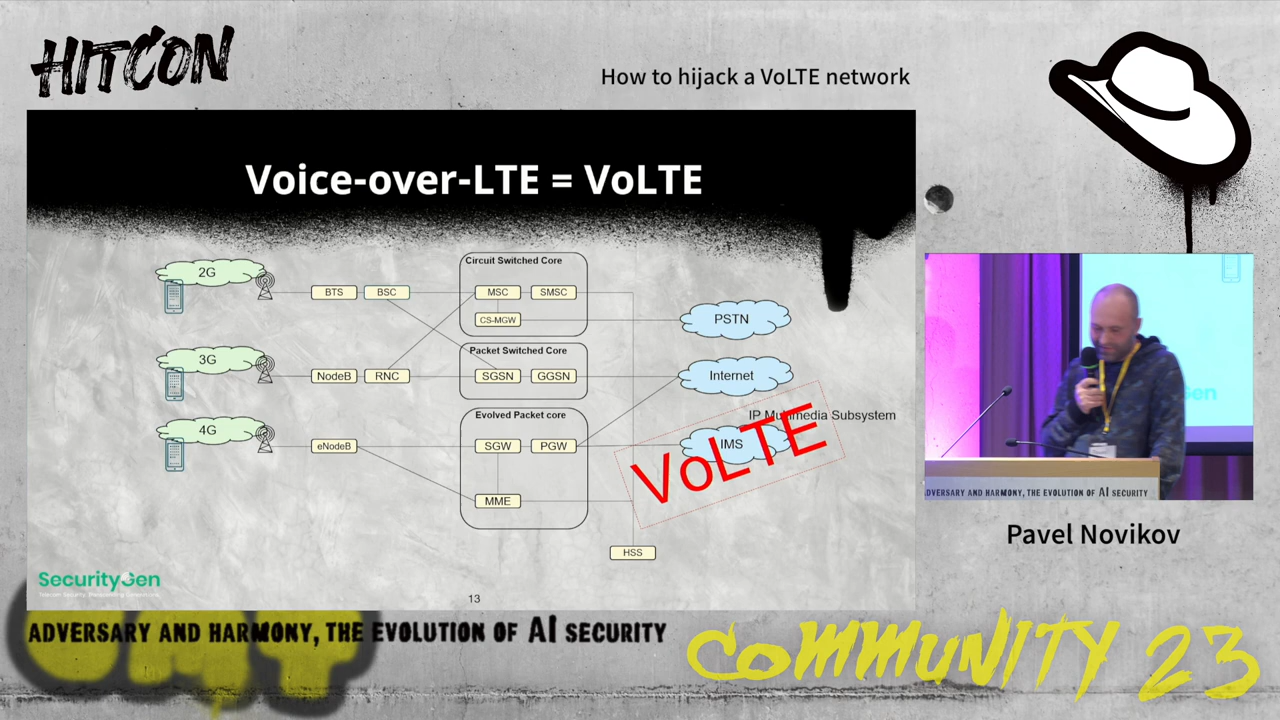 HITCON
How to hijack a VoLTE network
Voice-over-LTE = VoLTE
2G
BTS
BSC
Circuit Switched Core
MSC
SMSC
CS-MGW
PSTN
3G
NodeB
RNC
Packet Switched Core
SGSN
GGSN
Internet
4G
eNodeB
Evolved Packet core
SGW
PGW
MME
IP Multimedia Subsystem
IMS
VoLTE
HSS
SecurityGen
13
ADVERSARY AND HARMONY, THE EVOLUTION OF AI SECURITY
Pavel Novikov
CMT
ADVERSARY AND HARMONY, THE EVOLUTION OF AI SECURITY
COMMUNITY 23